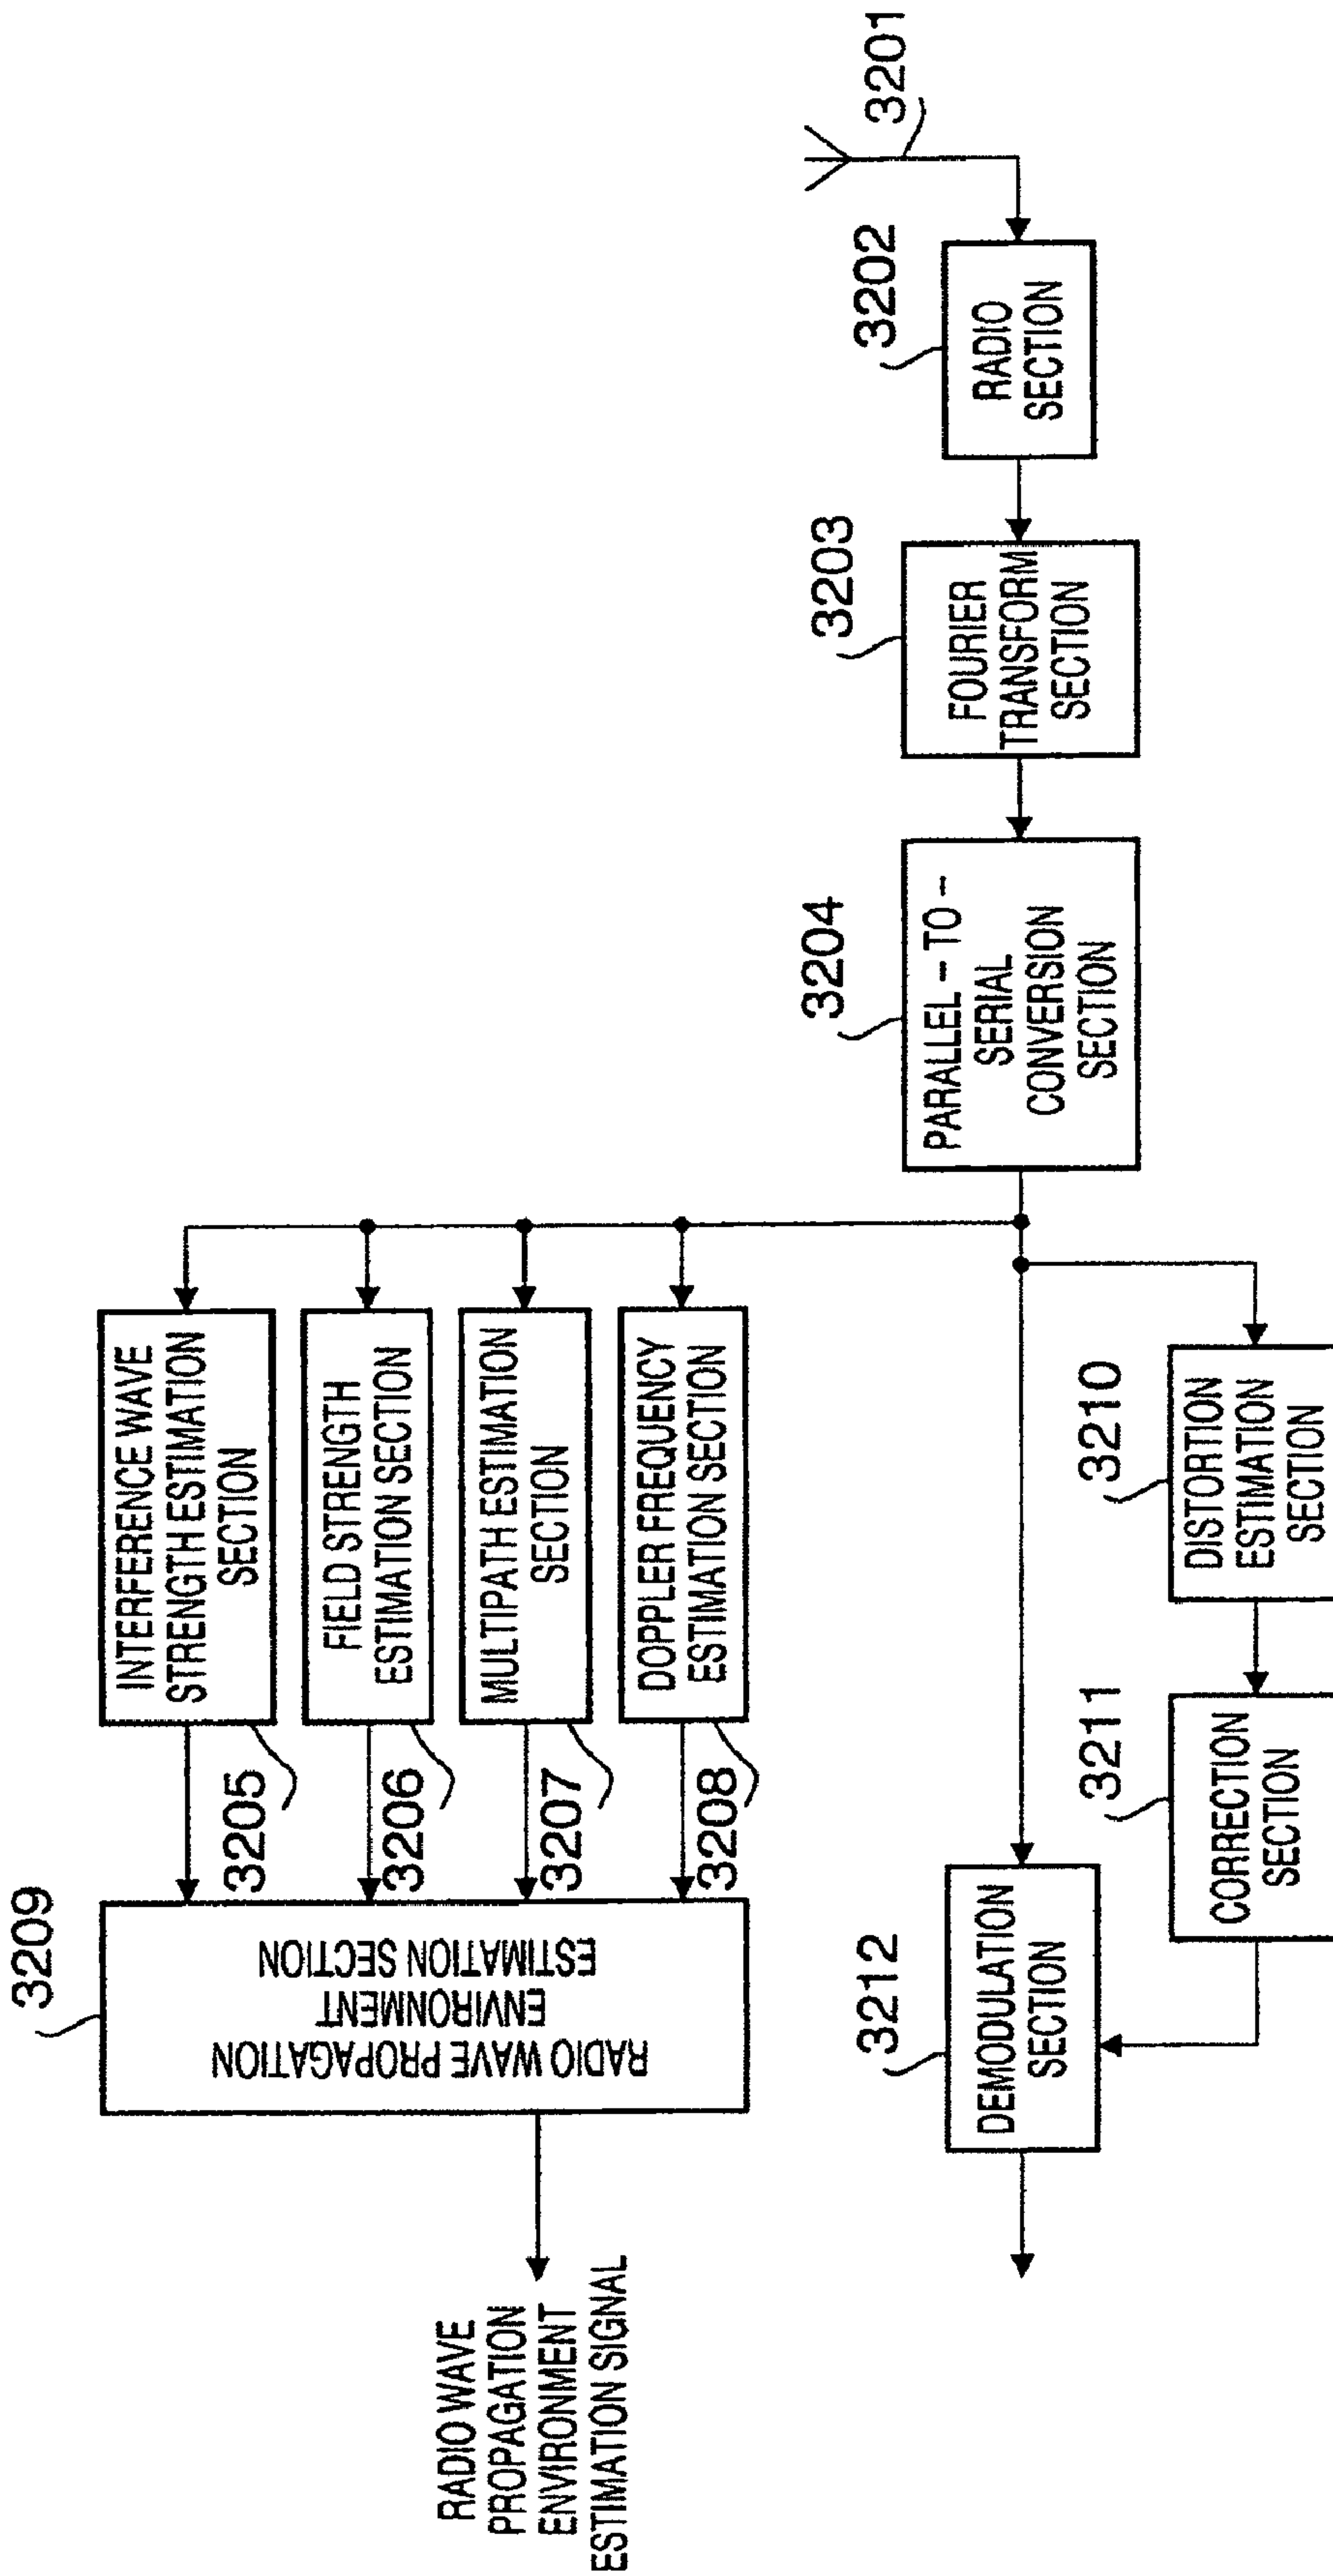 3201
3202
RADIO
SECTION
3203
FOURIER
TRANSFORM
SECTION
3204
PARALLEL – TO –
SERIAL
CONVERSION
SECTION
INTERFERENCE WAVE
STRENGTH ESTIMATION
SECTION
3205
FIELD STRENGTH
ESTIMATION SECTION
3206
MULTIPATH ESTIMATION
SECTION
3207
DOPPLER FREQUENCY
ESTIMATION SECTION
3208
3209
RADIO WAVE PROPAGATION
ENVIRONMENT
ESTIMATION SECTION
RADIO WAVE
PROPAGATION
ENVIRONMENT
ESTIMATION SIGNAL
3210
DISTORTION
ESTIMATION
SECTION
3211
CORRECTION
SECTION
3212
DEMODULATION
SECTION